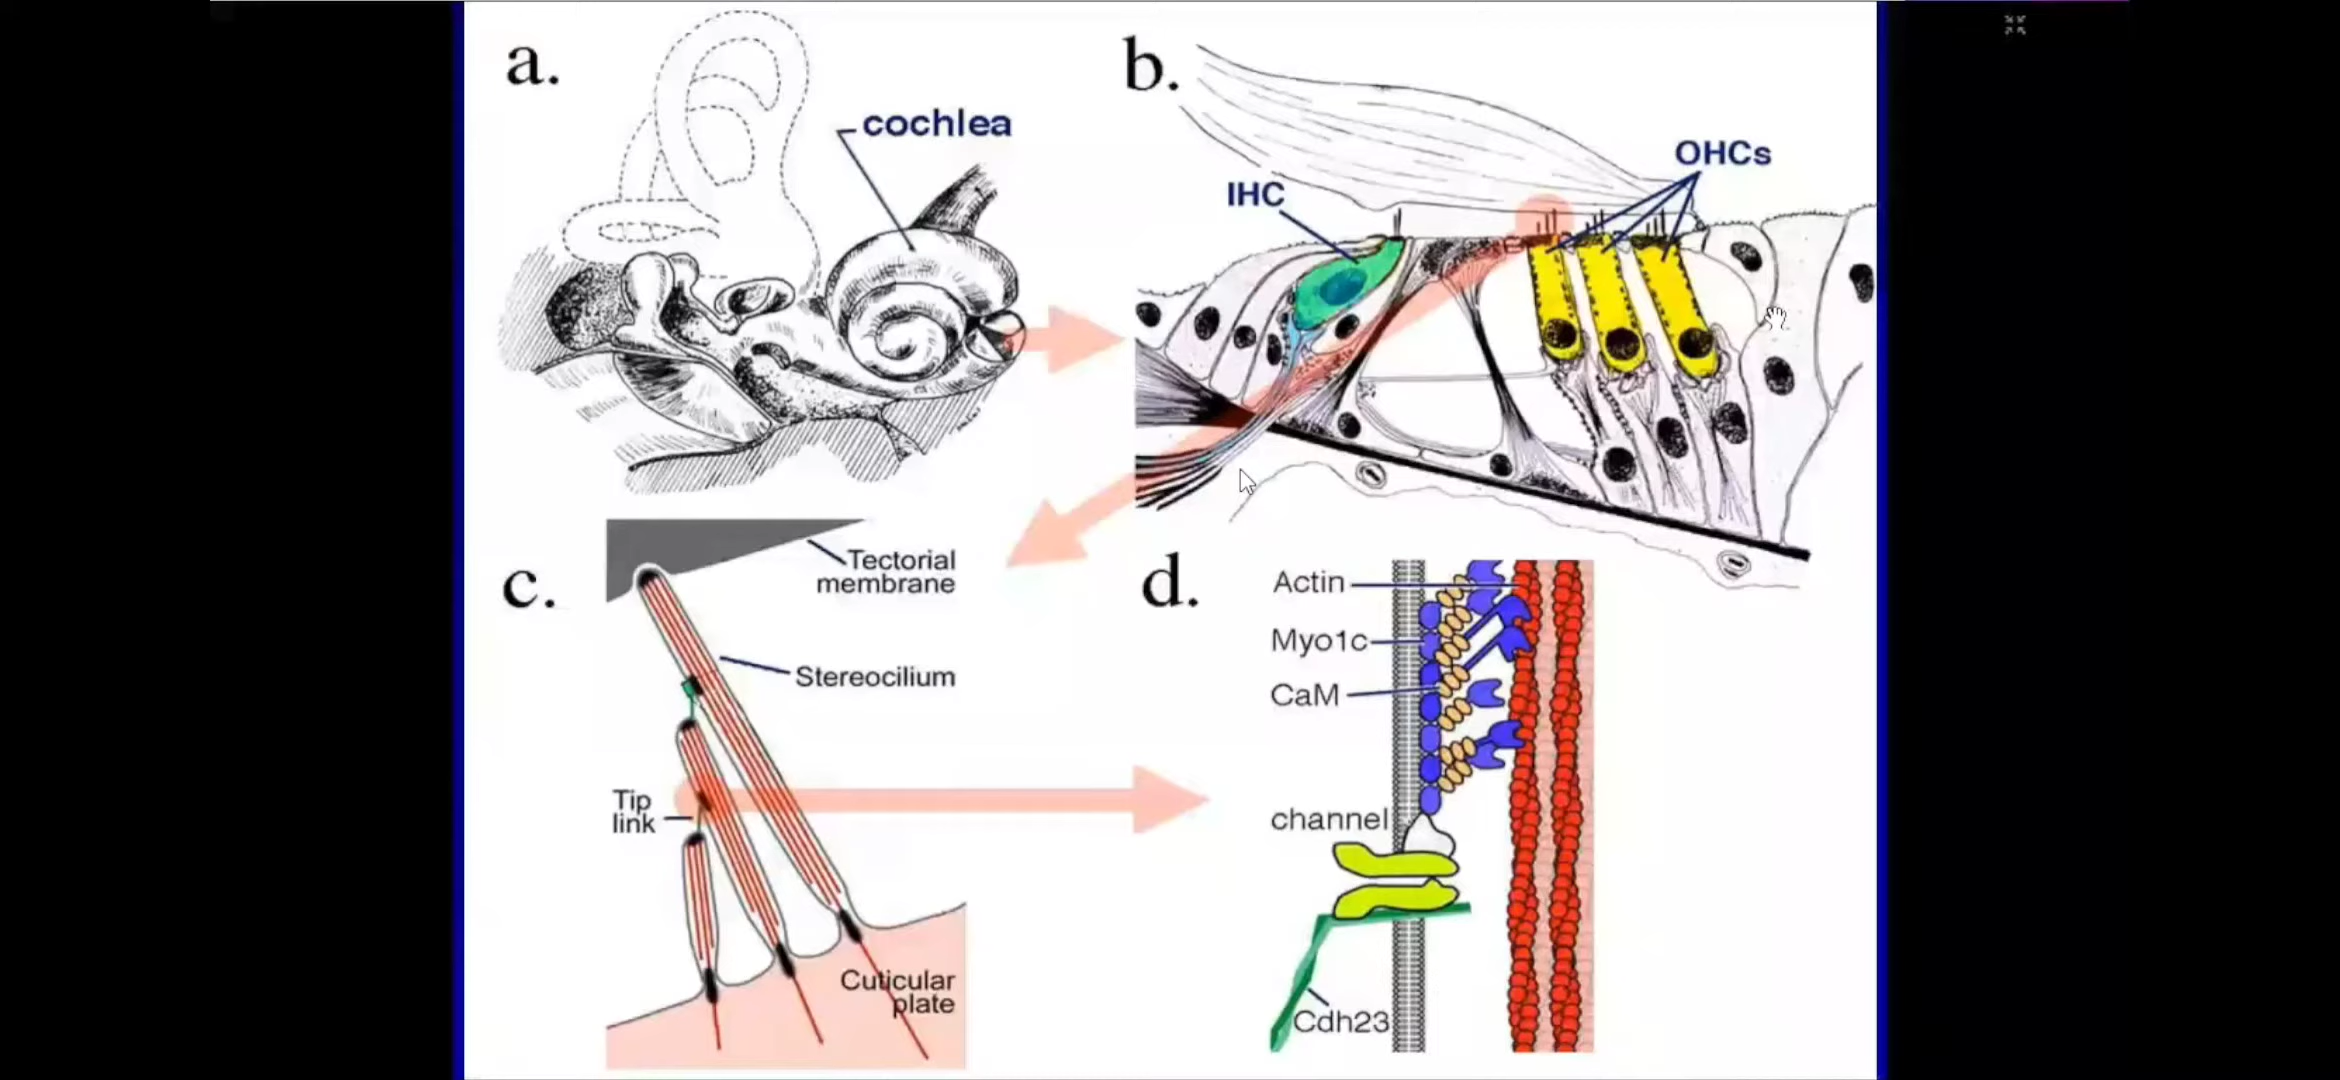 a.
cochlea
b.
IHC
OHCs
c.
Tectorial
membrane
Stereocilium
Tip
link
Cuticular
plate
d.
Actin
Myo1c
CaM
channel
Cdh23